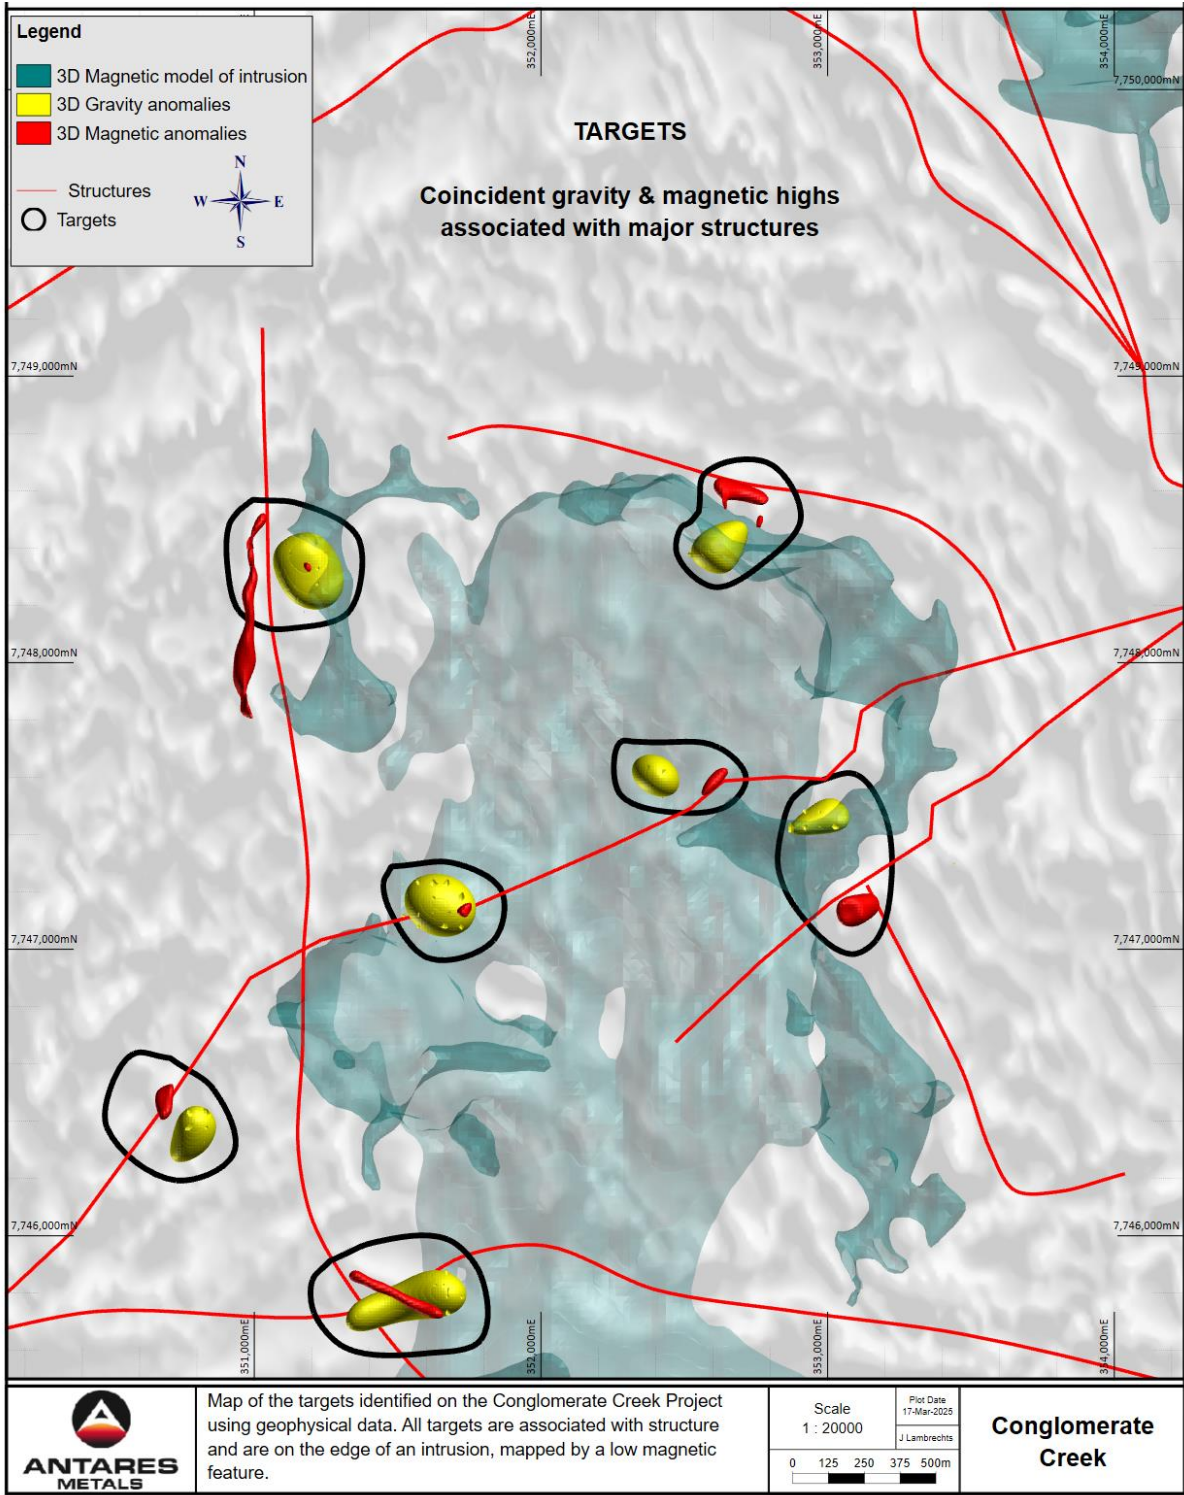 Legend
3D Magnetic model of intrusion
3D Gravity anomalies
3D Magnetic anomalies
Structures
Targets
N
W
E
S
352,000mE
353,000mE
354,000mE
7,750,000mN
TARGETS
Coincident gravity & magnetic highs
associated with major structures
7,749,000mN
7,749,000mN
7,748,000mN
7,748,000mN
7,747,000mN
7,747,000mN
7,746,000mN
7,746,000mN
351,000mE
352,000mE
353,000mE
354,000mE
ANTARES
METALS
Map of the targets identified on the Conglomerate Creek Project
using geophysical data. All targets are associated with structure
and are on the edge of an intrusion, mapped by a low magnetic
feature.
Scale
1 : 20000
Plot Date
17-Mar-2025
J Lambrechts
0 125 250 375 500m
Conglomerate
Creek